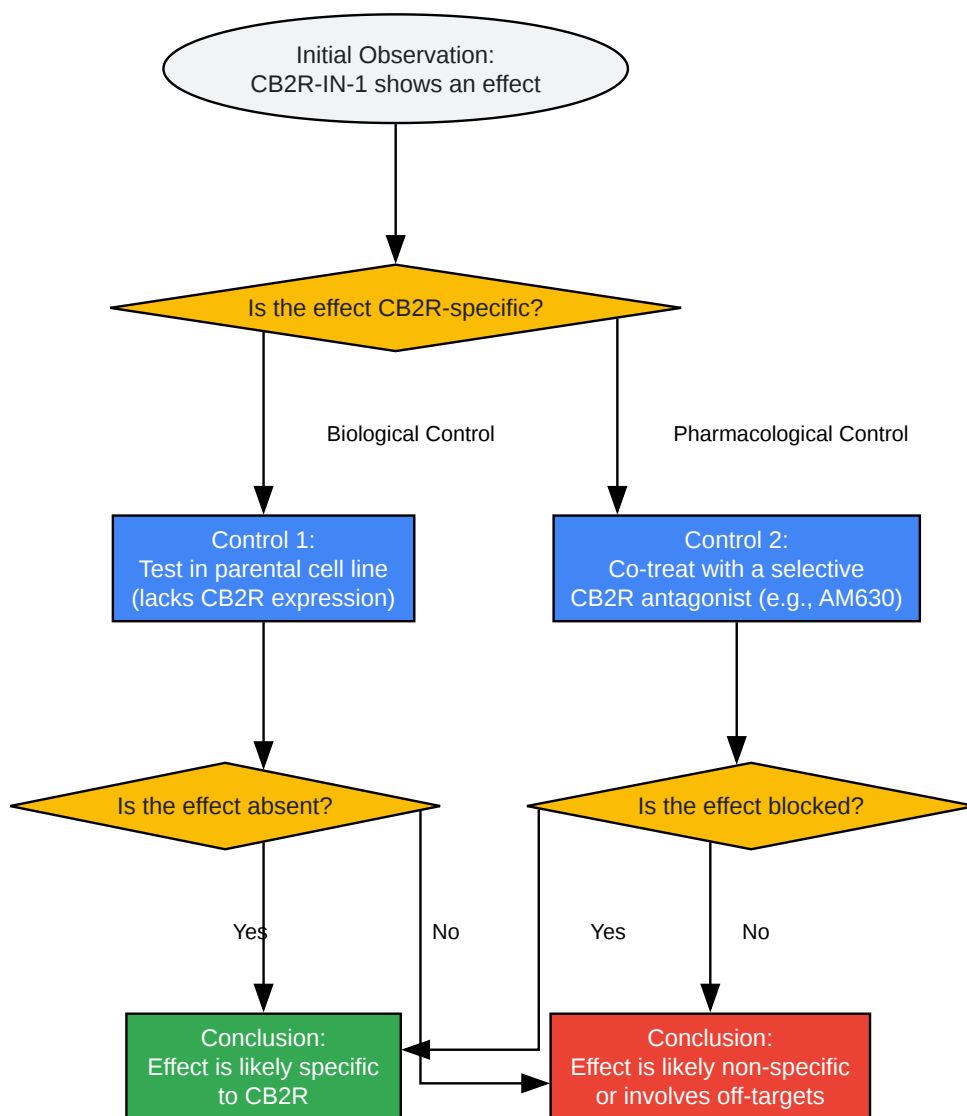 Initial Observation:
CB2R-IN-1 shows an effect
Is the effect CB2R-specific?
Biological Control
Pharmacological Control
Control 1:
Test in parental cell line
(lacks CB2R expression)
Control 2:
Co-treat with a selective
CB2R antagonist (e.g., AM630)
Is the effect absent?
Is the effect blocked?
Yes
No
Yes
No
Conclusion:
Effect is likely specific
to CB2R
Conclusion:
Effect is likely non-specific
or involves off-targets